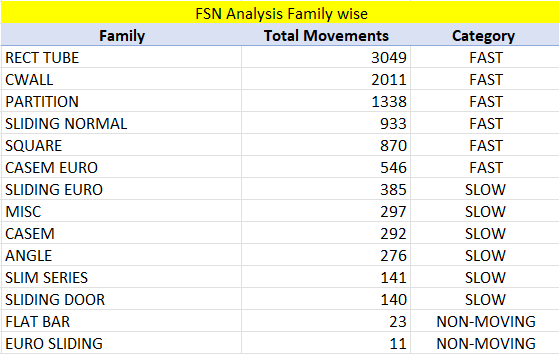 FSN Analysis Family wise
Family Total Movements Category
RECT TUBE 3049 FAST
CWALL 2011 FAST
PARTITION 1338 FAST
SLIDING NORMAL 933 FAST
SQUARE 870 FAST
CASEM EURO 546 FAST
SLIDING EURO 385 SLOW
MISC 297 SLOW
CASEM 292 SLOW
ANGLE 276 SLOW
SLIM SERIES 141 SLOW
SLIDING DOOR 140 SLOW
FLAT BAR 23 NON-MOVING
EURO SLIDING 11 NON-MOVING